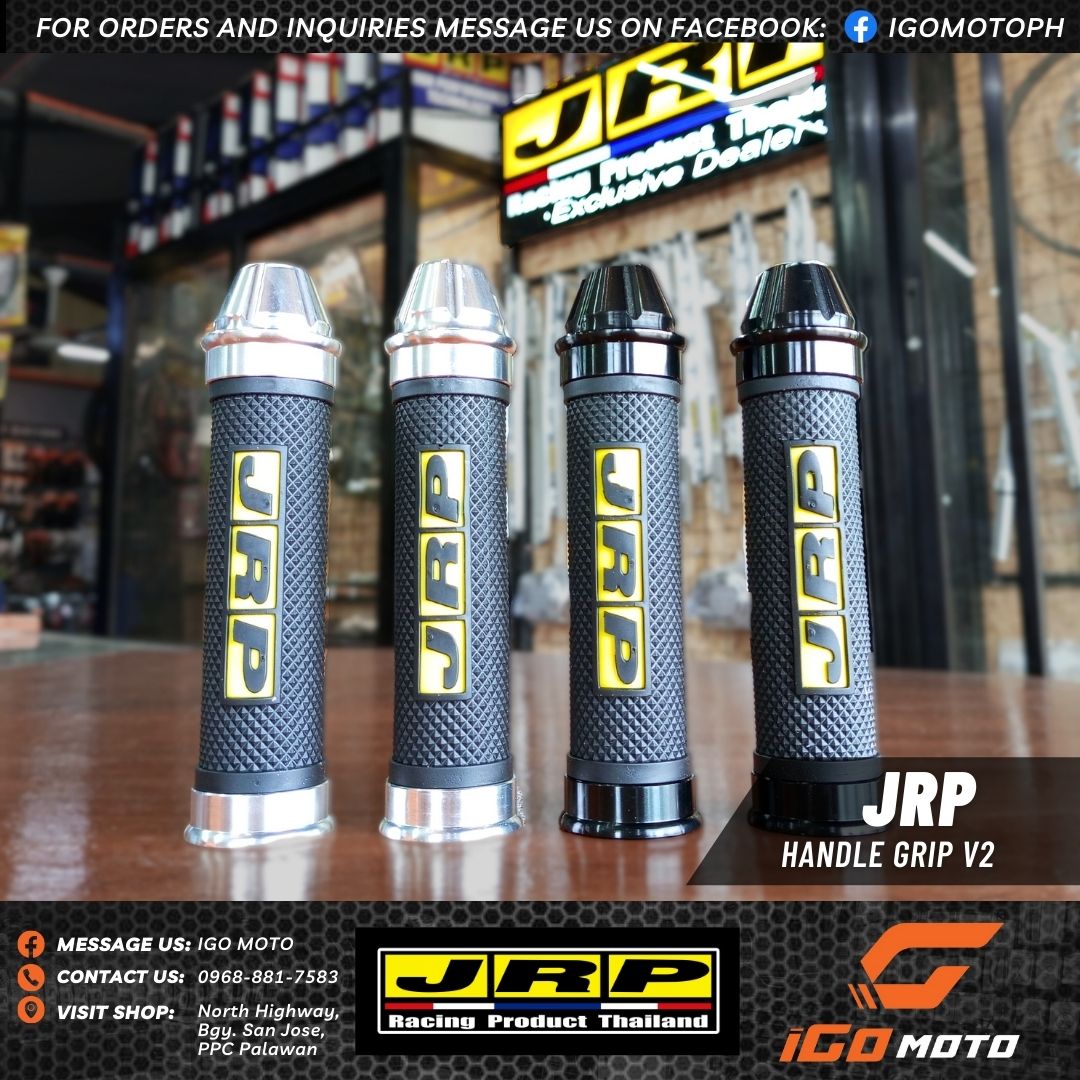 FOR ORDERS AND INQUIRIES MESSAGE US ON FACEBOOK: IGOMOTOPH
JRP
JRP
Racing Product Thaila
Exclusive Dealer
JRP
JRP
JRP
JRP
JRP
HANDLE GRIP V2
MESSAGE US: IGO MOTO
CONTACT US: 0968-881-7583
VISIT SHOP: North Highway,
Bgy. San Jose,
PPC Palawan
JRP
Racing Product Thailand
iGO MOTO